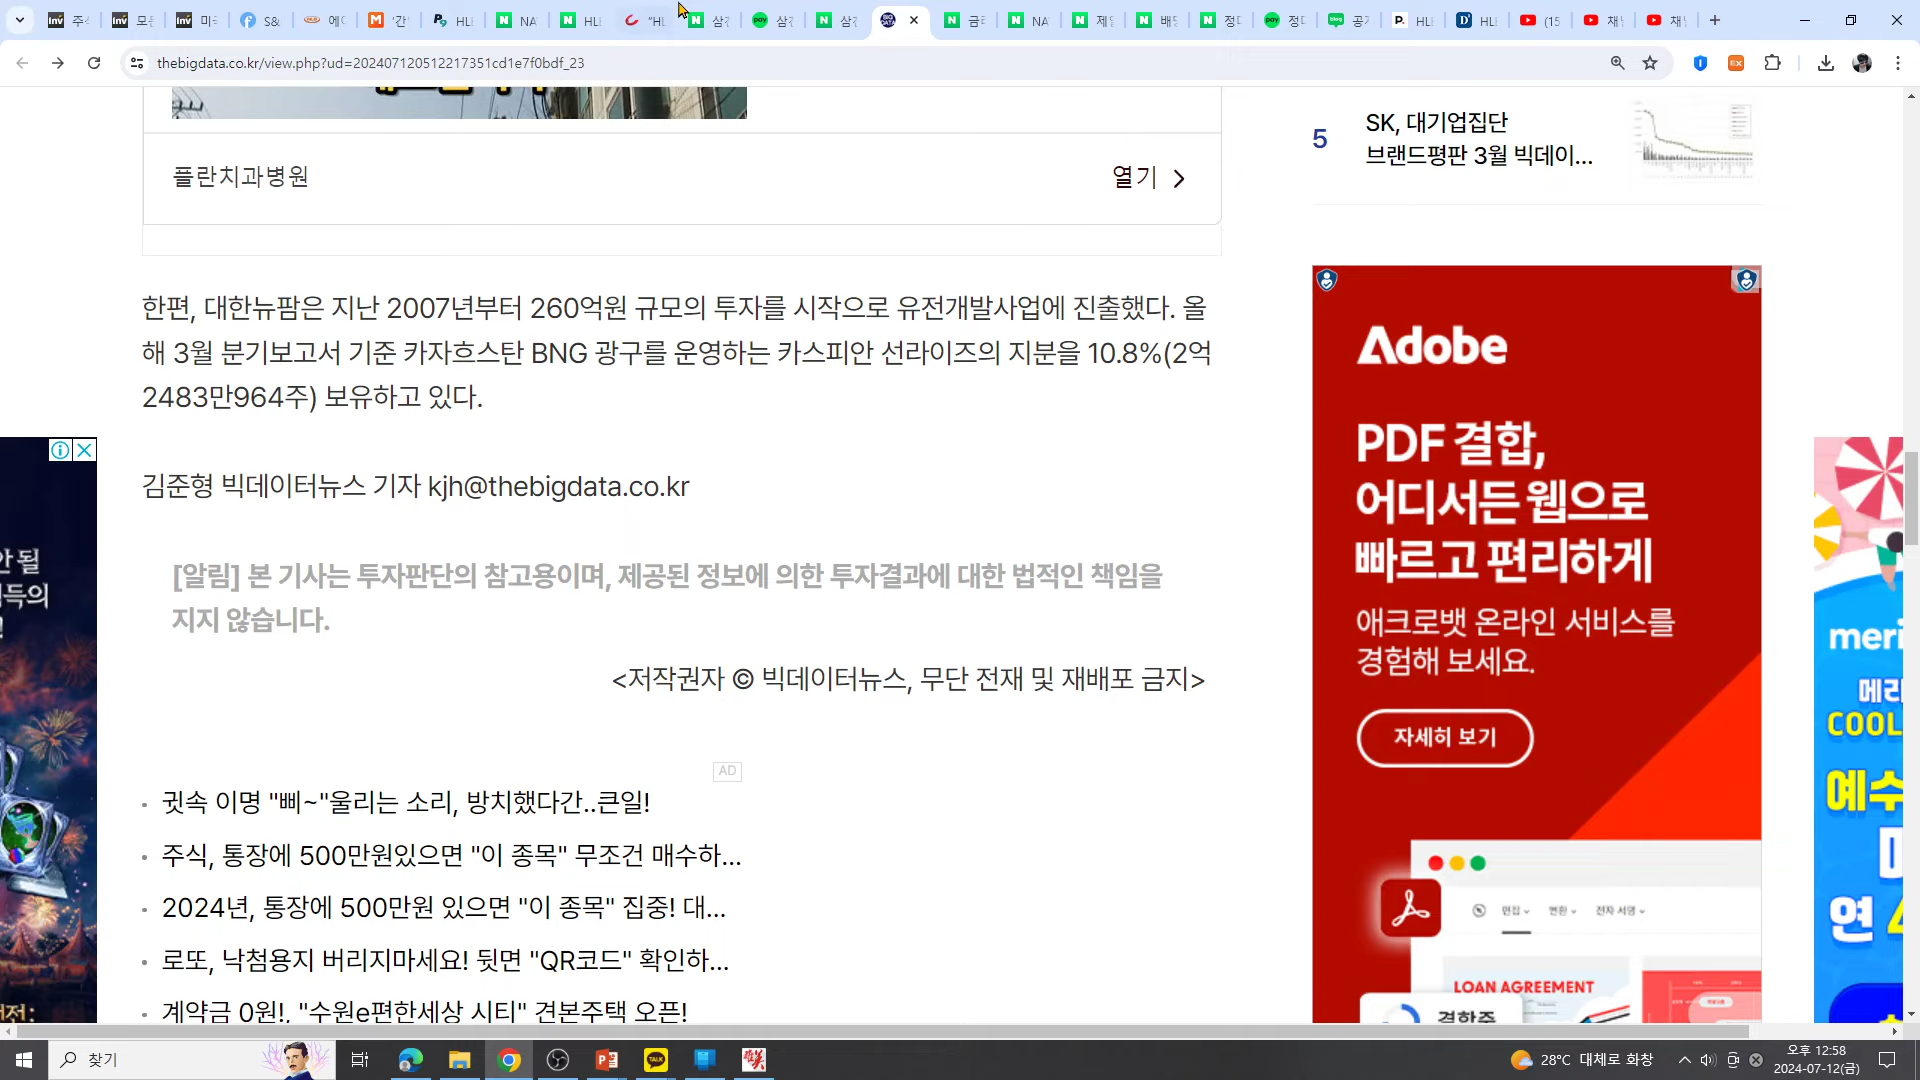 thebigdata.co.kr/view.php?ud=202407120512217351cd1e7f0bdf_23
플란치과병원
열기
한편, 대한뉴팜은 지난 2007년부터 260억원 규모의 투자를 시작으로 유전개발사업에 진출했다. 올
해 3월 분기보고서 기준 카자흐스탄 BNG 광구를 운영하는 카스피안 선라이즈의 지분을 10.8%(2억
2483만964주) 보유하고 있다.
김준형 빅데이터뉴스 기자 kjh@thebigdata.co.kr
[알림] 본 기사는 투자판단의 참고용이며, 제공된 정보에 의한 투자결과에 대한 법적인 책임을
지지 않습니다.
<저작권자 © 빅데이터뉴스, 무단 전재 및 재배포 금지>
AD
귓속 이명 "삐~"울리는 소리, 방치했다간..큰일!
주식, 통장에 500만원있으면 "이 종목" 무조건 매수하...
2024년, 통장에 500만원 있으면 "이 종목" 집중! 대...
로또, 낙첨용지 버리지마세요! 뒷면 "QR코드" 확인하...
계약금 0원!, "수원e편한세상 시티" 견본주택 오픈!
5
SK, 대기업집단
브랜드평판 3월 빅데이...
Adobe
PDF 결합,
어디서든 웹으로
빠르고 편리하게
애크로뱃 온라인 서비스를
경험해 보세요.
자세히 보기
편집
변환
전자 서명
LOAN AGREEMENT
결합중
meri
메리
COOL
예수
연 4
찾기
28°C 대체로 화창
오후 12:58
2024-07-12(금)